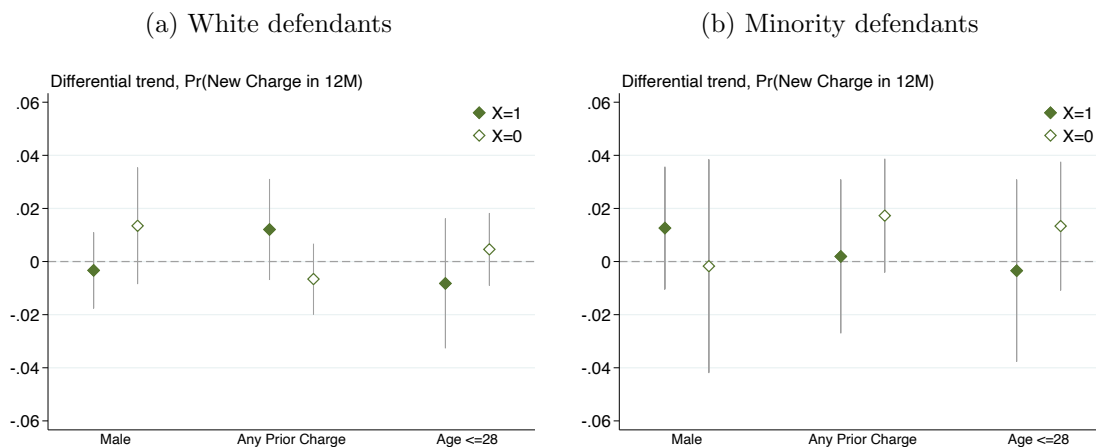 (a) White defendants
Differential trend, Pr(New Charge in 12M)
.06
.04
.02
0
-.02
-.04
-.06
X=1
X=0
Male
Any Prior Charge
Age <=28
(b) Minority defendants
Differential trend, Pr(New Charge in 12M)
.06
.04
.02
0
-.02
-.04
-.06
X=1
X=0
Male
Any Prior Charge
Age <=28